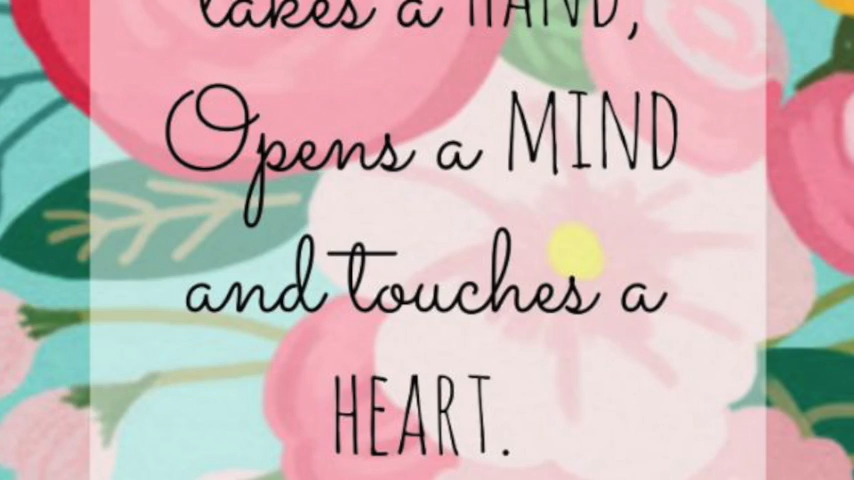 takes a HAND,
Opens a MIND
and touches a
HEART.